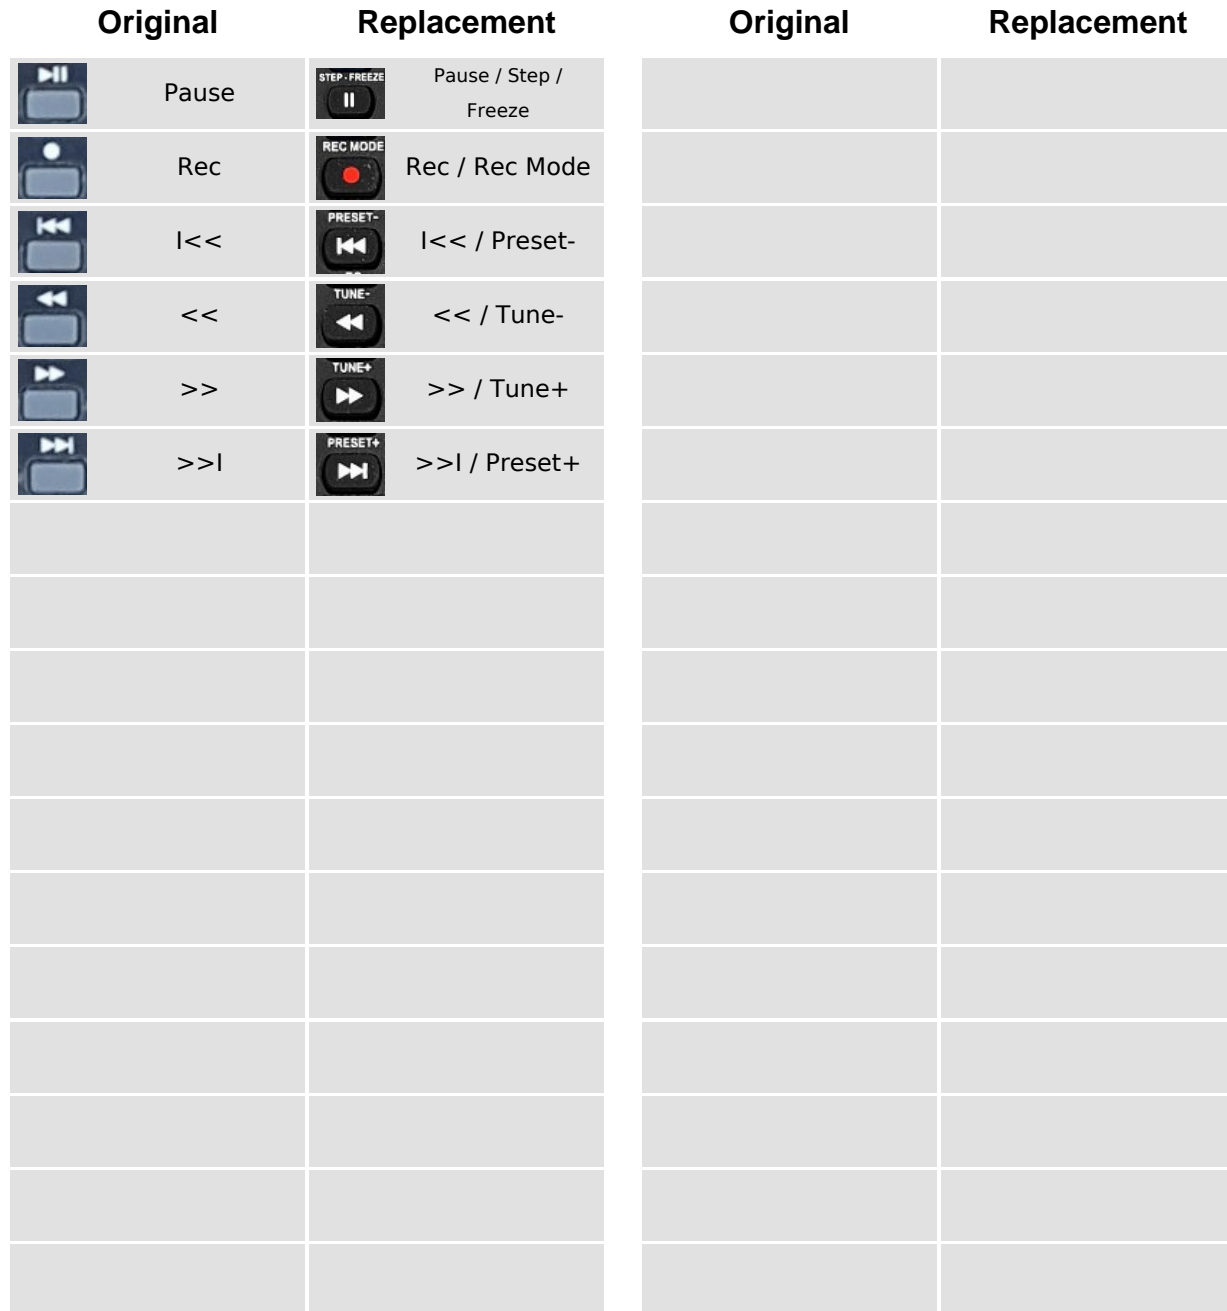 Original Replacement Original Replacement
Pause STEP-FREEZE Pause / Step /
Freeze
Rec REC MODE Rec / Rec Mode
I<< PRESET- I<< / Preset-
<< TUNE- << / Tune-
>> TUNE+ >> / Tune+
>>I PRESET+ >>I / Preset+